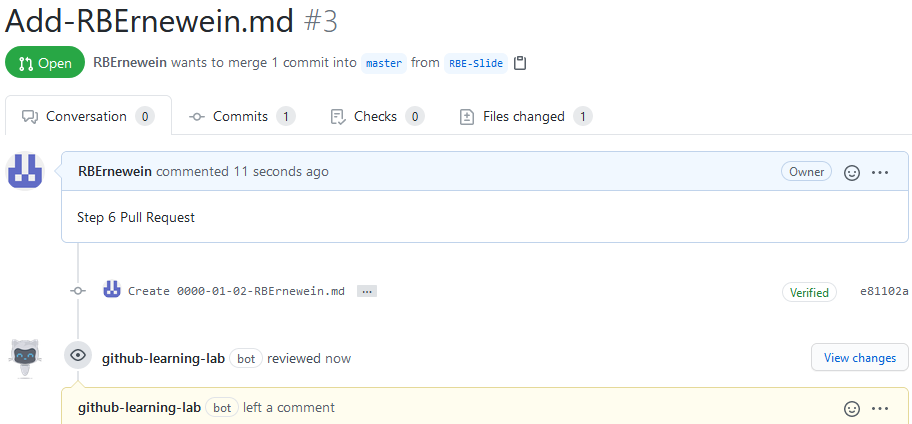 Add-RBErnewein.md #3
Open RBErnewein wants to merge 1 commit into master from RBE-Slide
Conversation 0 Commits 1 Checks 0 Files changed 1
RBErnewein commented 11 seconds ago Owner ...
Step 6 Pull Request
Create 0000-01-02-RBErnewein.md ... Verified e81102a
github-learning-lab bot reviewed now View changes
github-learning-lab bot left a comment ...